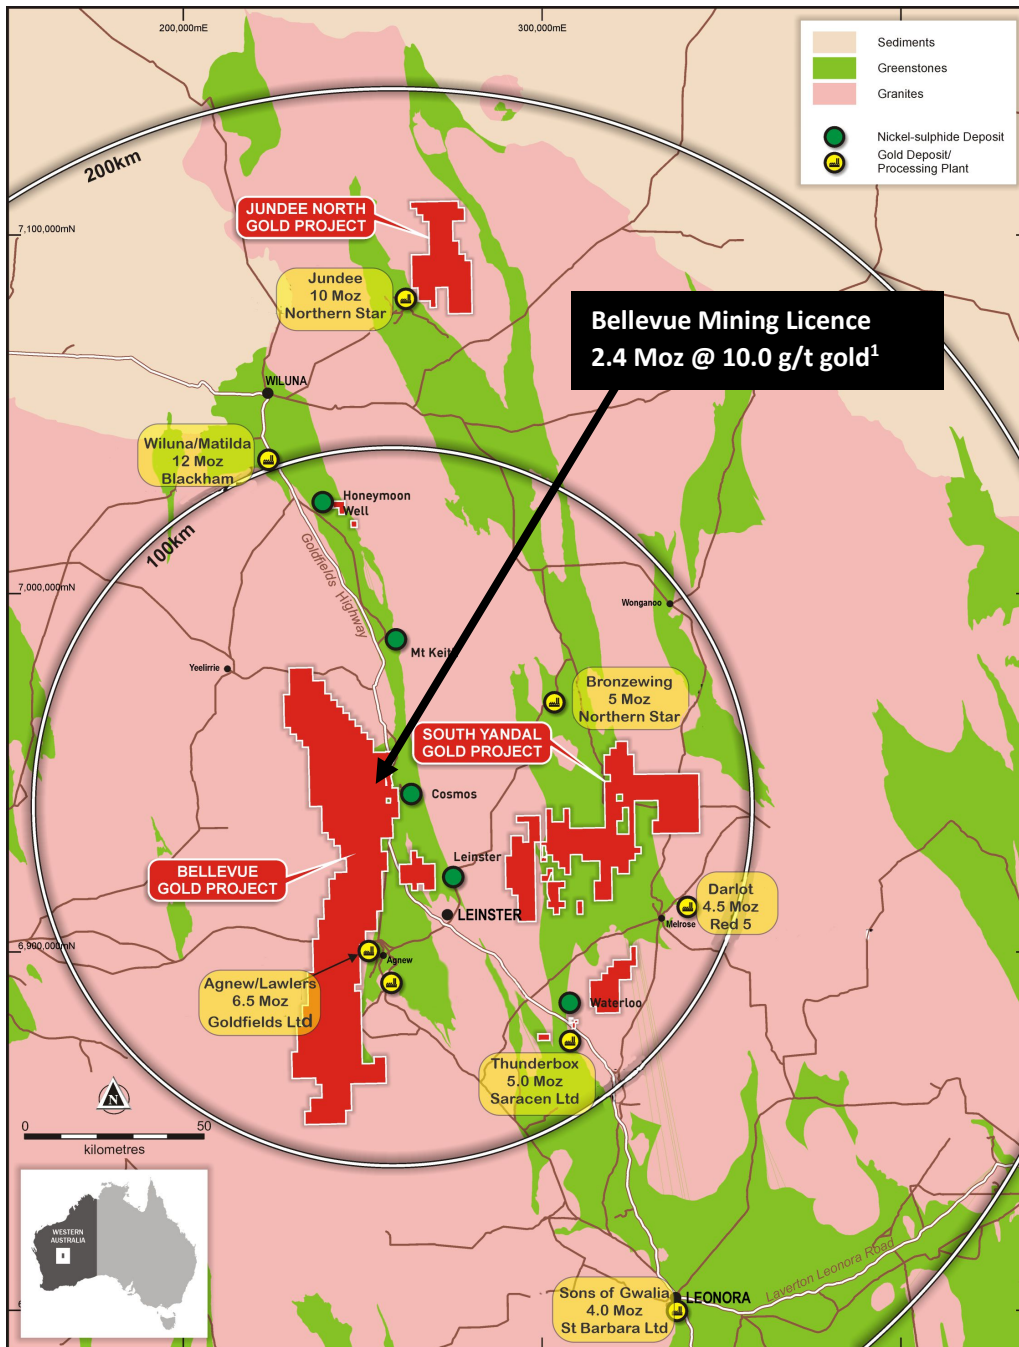 200,000mE
300,000mE
Sediments
Greenstones
Granites
Nickel-sulphide Deposit
Gold Deposit/
Processing Plant
200km
JUNDEE NORTH
GOLD PROJECT
7,100,000mN
Jundee
10 Moz
Northern Star
Bellevue Mining Licence
2.4 Moz @ 10.0 g/t gold¹
WILUNA
Wiluna/Matilda
12 Moz
Blackham
Honeymoon
Well
100km
Goldfields Highway
7,000,000mN
Wonganoo
Mt Keith
Yeelirrie
Bronzewing
5 Moz
Northern Star
SOUTH YANDAL
GOLD PROJECT
Cosmos
Leinster
BELLEVUE
GOLD PROJECT
LEINSTER
Darlot
4.5 Moz
Red 5
Melrose
6,900,000mN
Agnew
Agnew/Lawlers
6.5 Moz
Goldfields Ltd
Waterloo
Thunderbox
5.0 Moz
Saracen Ltd
N
0 50
kilometres
WESTERN
AUSTRALIA
Laverton Leonora Road
Sons of Gwalia
4.0 Moz
St Barbara Ltd
LEONORA